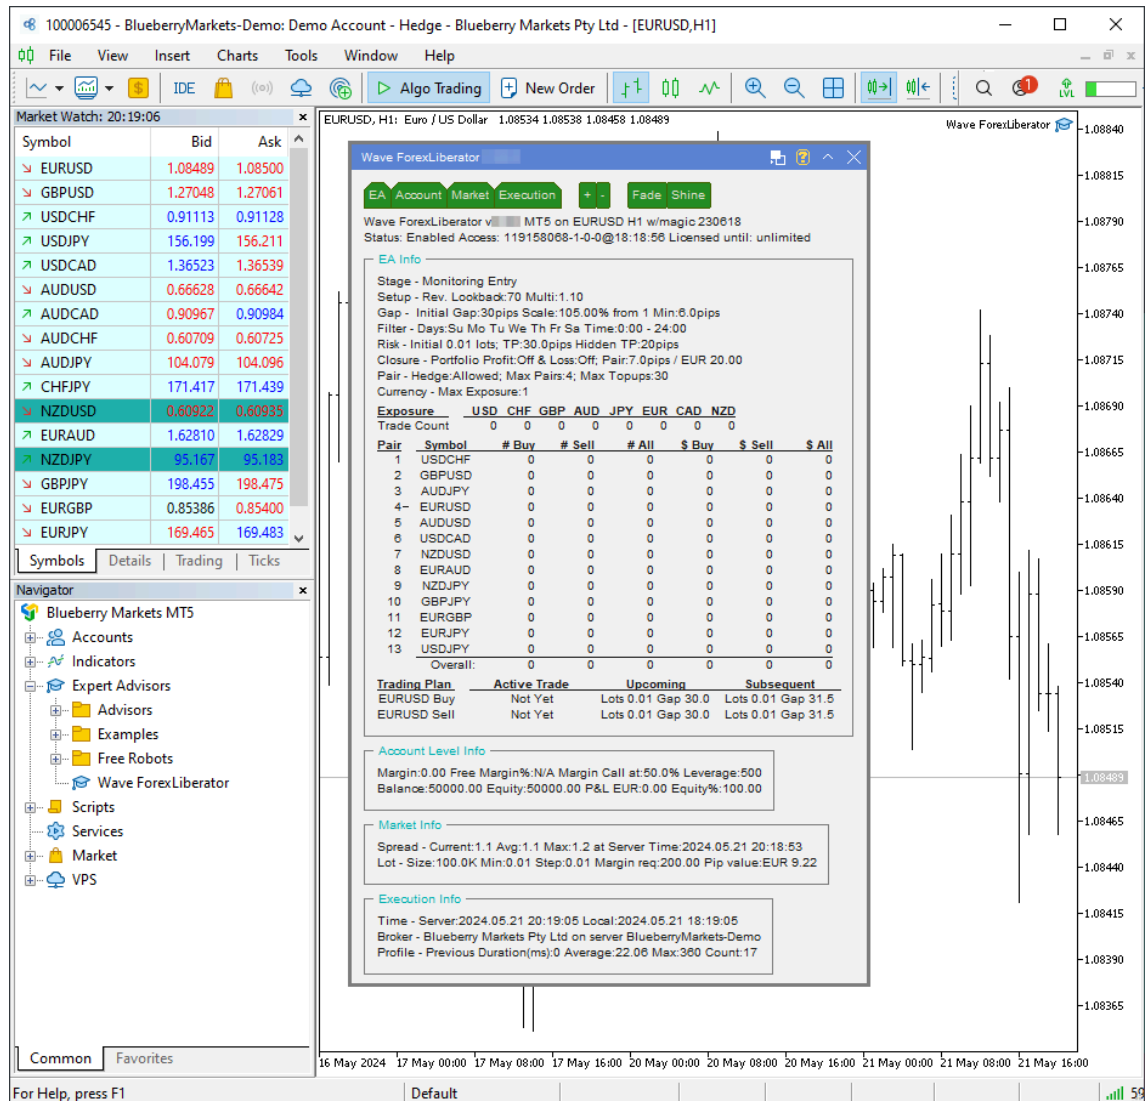 100006545 - BlueberryMarkets-Demo: Demo Account - Hedge - Blueberry Markets Pty Ltd - [EURUSD,H1]
File View Insert Charts Tools Window Help
IDE Algo Trading New Order 1 LVL
Market Watch: 20:19:06
Symbol Bid Ask
EURUSD 1.08489 1.08500
GBPUSD 1.27048 1.27061
USDCHF 0.91113 0.91128
USDJPY 156.199 156.211
USDCAD 1.36523 1.36539
AUDUSD 0.66628 0.66642
AUDCAD 0.90967 0.90984
AUDCHF 0.60709 0.60725
AUDJPY 104.079 104.096
CHFJPY 171.417 171.439
NZDUSD 0.60922 0.60935
EURAUD 1.62810 1.62829
NZDJPY 95.167 95.183
GBPJPY 198.455 198.475
EURGBP 0.85386 0.85400
EURJPY 169.465 169.483
Symbols Details Trading Ticks
Navigator
Blueberry Markets MT5
Accounts
Indicators
Expert Advisors
Advisors
Examples
Free Robots
Wave ForexLiberator
Scripts
Services
Market
VPS
Common Favorites
EURUSD, H1: Euro / US Dollar 1.08534 1.08538 1.08458 1.08489
Wave ForexLiberator
Wave ForexLiberator
EA Account Market Execution + - Fade Shine
Wave ForexLiberator v MT5 on EURUSD H1 w/magic 230618
Status: Enabled Access: 119158068-1-0-0@18:18:56 Licensed until: unlimited
EA Info
Stage - Monitoring Entry
Setup - Rev. Lookback:70 Multi:1.10
Gap - Initial Gap:30pips Scale:105.00% from 1 Min:6.0pips
Filter - Days:Su Mo Tu We Th Fr Sa Time:0:00 - 24:00
Risk - Initial 0.01 lots; TP:30.0pips Hidden TP:20pips
Closure - Portfolio Profit:Off & Loss:Off; Pair:7.0pips / EUR 20.00
Pair - Hedge:Allowed; Max Pairs:4; Max Topups:30
Currency - Max Exposure:1
Exposure USD CHF GBP AUD JPY EUR CAD NZD
Trade Count 0 0 0 0 0 0 0 0
Pair Symbol # Buy # Sell # All $ Buy $ Sell $ All
1 USDCHF 0 0 0 0 0 0
2 GBPUSD 0 0 0 0 0 0
3 AUDJPY 0 0 0 0 0 0
4– EURUSD 0 0 0 0 0 0
5 AUDUSD 0 0 0 0 0 0
6 USDCAD 0 0 0 0 0 0
7 NZDUSD 0 0 0 0 0 0
8 EURAUD 0 0 0 0 0 0
9 NZDJPY 0 0 0 0 0 0
10 GBPJPY 0 0 0 0 0 0
11 EURGBP 0 0 0 0 0 0
12 EURJPY 0 0 0 0 0 0
13 USDJPY 0 0 0 0 0 0
Overall: 0 0 0 0 0 0
Trading Plan Active Trade Upcoming Subsequent
EURUSD Buy Not Yet Lots 0.01 Gap 30.0 Lots 0.01 Gap 31.5
EURUSD Sell Not Yet Lots 0.01 Gap 30.0 Lots 0.01 Gap 31.5
Account Level Info
Margin:0.00 Free Margin%:N/A Margin Call at:50.0% Leverage:500
Balance:50000.00 Equity:50000.00 P&L EUR:0.00 Equity%:100.00
Market Info
Spread - Current:1.1 Avg:1.1 Max:1.2 at Server Time:2024.05.21 20:18:53
Lot - Size:100.0K Min:0.01 Step:0.01 Margin req:200.00 Pip value:EUR 9.22
Execution Info
Time - Server:2024.05.21 20:19:05 Local:2024.05.21 18:19:05
Broker - Blueberry Markets Pty Ltd on server BlueberryMarkets-Demo
Profile - Previous Duration(ms):0 Average:22.06 Max:360 Count:17
1.08840
1.08815
1.08790
1.08765
1.08740
1.08715
1.08690
1.08665
1.08640
1.08615
1.08590
1.08565
1.08540
1.08515
1.08489
1.08465
1.08440
1.08415
1.08390
1.08365
16 May 2024 17 May 00:00 17 May 08:00 17 May 16:00 20 May 00:00 20 May 08:00 20 May 16:00 21 May 00:00 21 May 08:00 21 May 16:00
For Help, press F1 Default